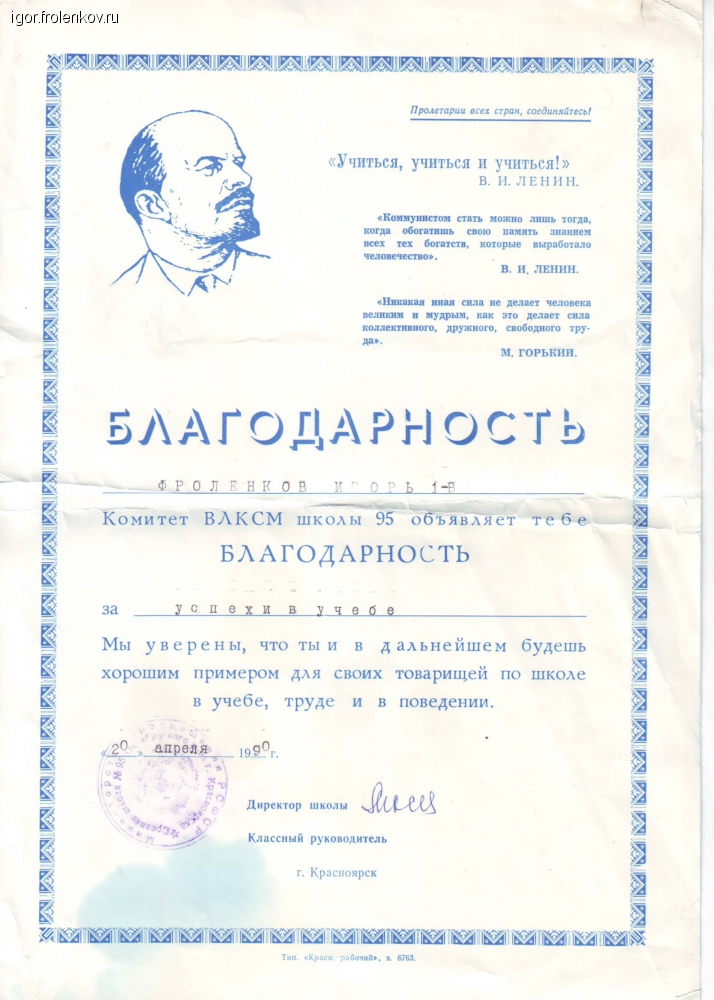 igor.frolenkov.ru
Пролетарии всех стран, соединяйтесь!
«Учиться, учиться и учиться!»
В. И. ЛЕНИН.
«Коммунистом стать можно лишь тогда,
когда обогатишь свою память знанием
всех тех богатств, которые выработало
человечество».
В. И. ЛЕНИН.
«Никакая иная сила не делает человека
великим и мудрым, как это делает сила
коллективного, дружного, свободного тру-
да».
М. ГОРЬКИЙ.
БЛАГОДАРНОСТЬ
ФРОЛЕНКОВ ИГОРЬ 1-В
Комитет ВЛКСМ школы 95 объявляет тебе
БЛАГОДАРНОСТЬ
за успехи в учебе
Мы уверены, что ты и в дальнейшем будешь
хорошим примером для своих товарищей по школе
в учебе, труде и в поведении.
«20» апреля 1990 г.
Директор школы
Классный руководитель
г. Красноярск
Тип. «Красн. рабочий», з. 6763.